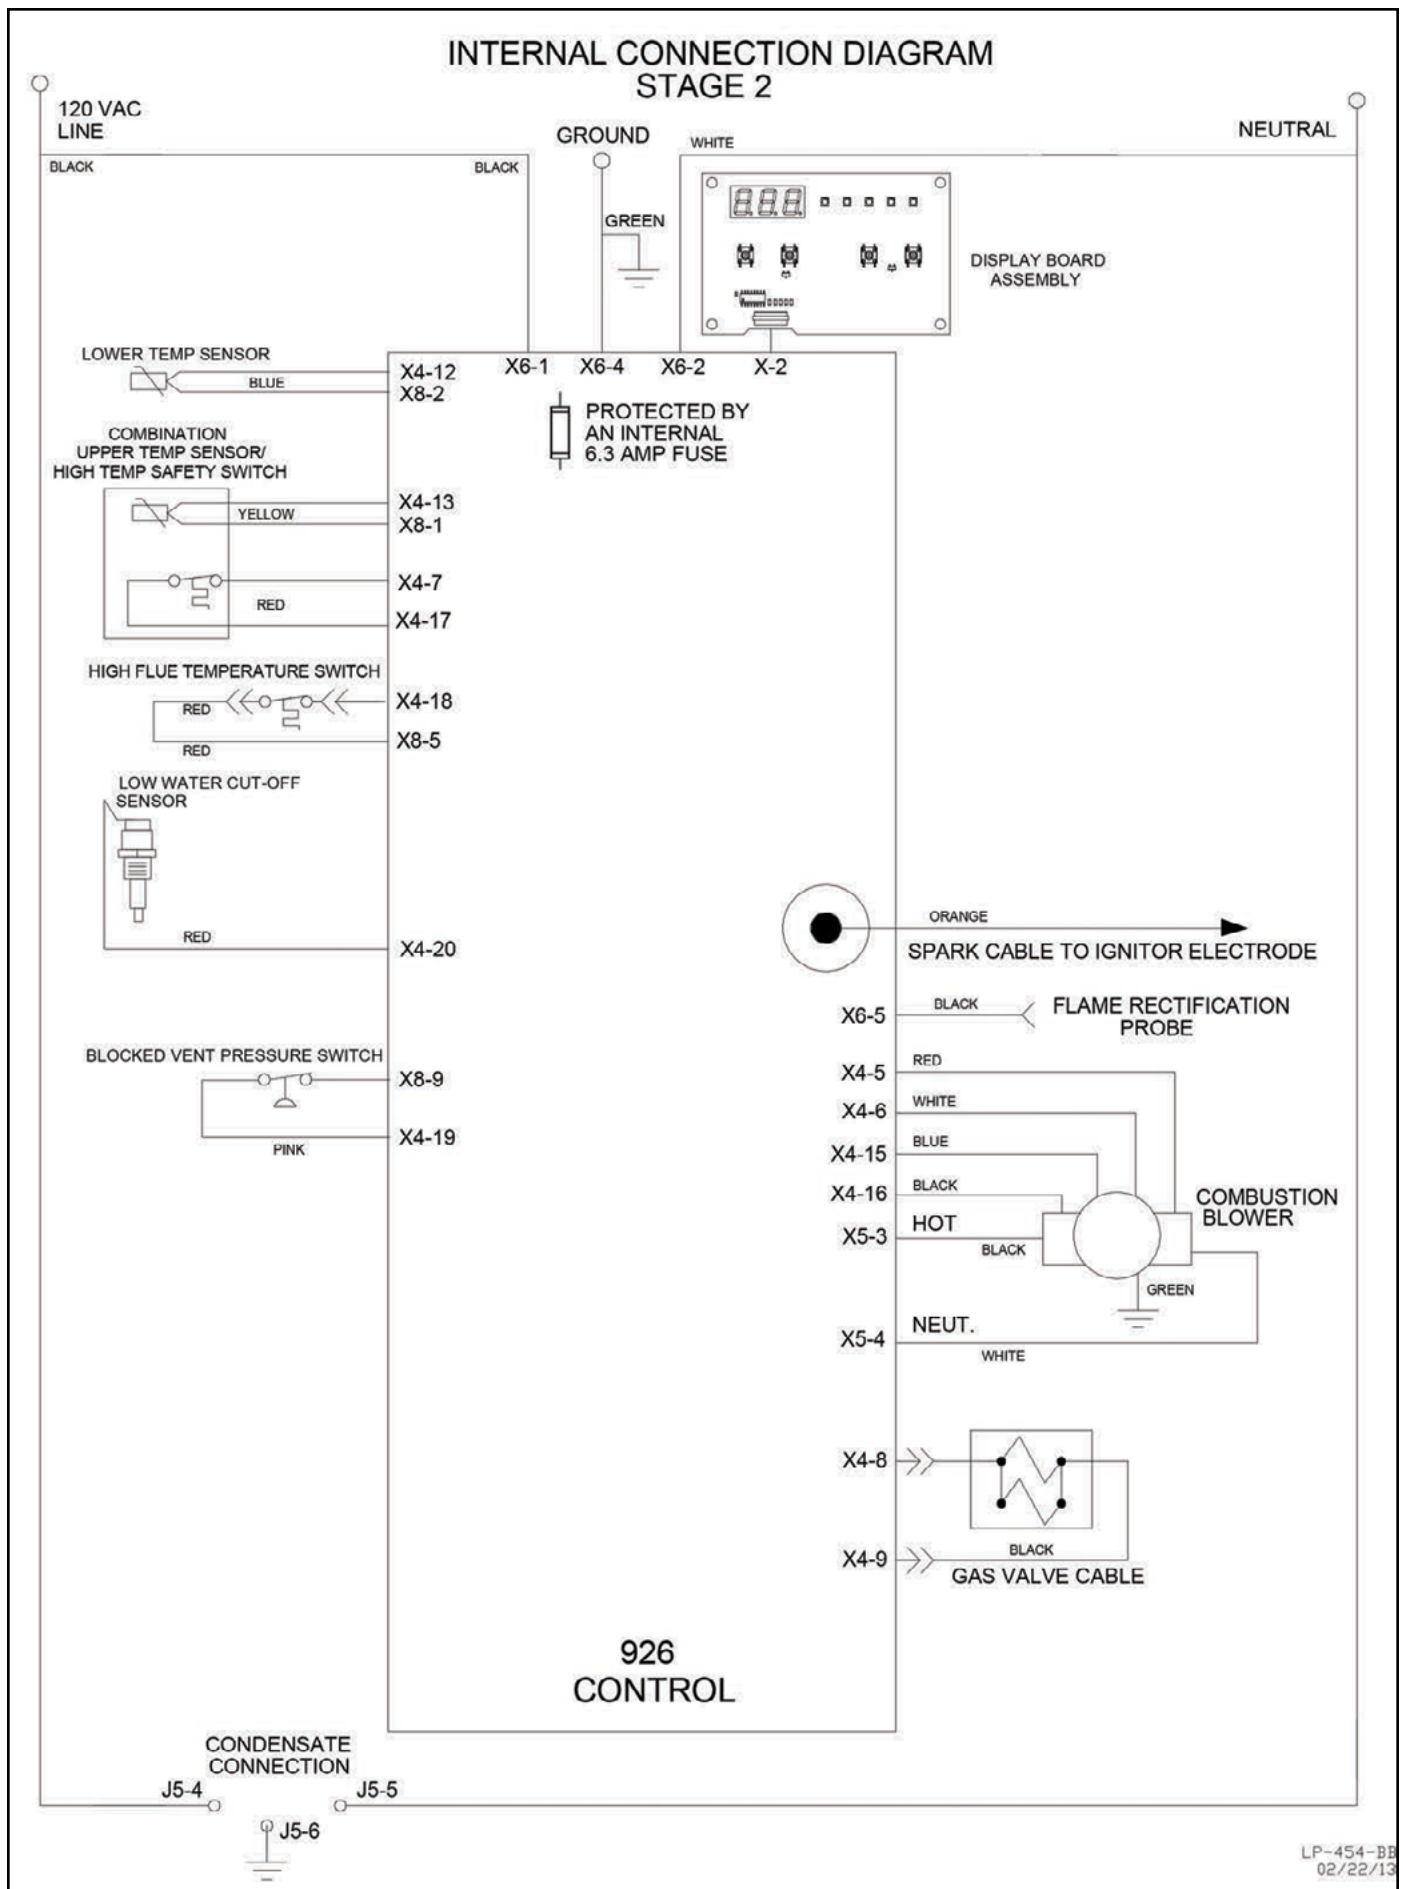 INTERNAL CONNECTION DIAGRAM
STAGE 2
120 VAC
LINE
GROUND
NEUTRAL
WHITE
BLACK
BLACK
GREEN
DISPLAY BOARD
ASSEMBLY
LOWER TEMP SENSOR
BLUE
X4-12
X8-2
X6-1
X6-4
X6-2
X-2
PROTECTED BY
AN INTERNAL
6.3 AMP FUSE
COMBINATION
UPPER TEMP SENSOR/
HIGH TEMP SAFETY SWITCH
YELLOW
X4-13
X8-1
X4-7
RED
X4-17
HIGH FLUE TEMPERATURE SWITCH
RED
X4-18
RED
X8-5
LOW WATER CUT-OFF
SENSOR
RED
X4-20
ORANGE
SPARK CABLE TO IGNITOR ELECTRODE
X6-5
BLACK
FLAME RECTIFICATION
PROBE
BLOCKED VENT PRESSURE SWITCH
X8-9
PINK
X4-19
X4-5
RED
X4-6
WHITE
X4-15
BLUE
X4-16
BLACK
X5-3
HOT
BLACK
COMBUSTION
BLOWER
GREEN
X5-4
NEUT.
WHITE
X4-8
X4-9
BLACK
GAS VALVE CABLE
926
CONTROL
CONDENSATE
CONNECTION
J5-4
J5-5
J5-6
LP-454-BB
02/22/13